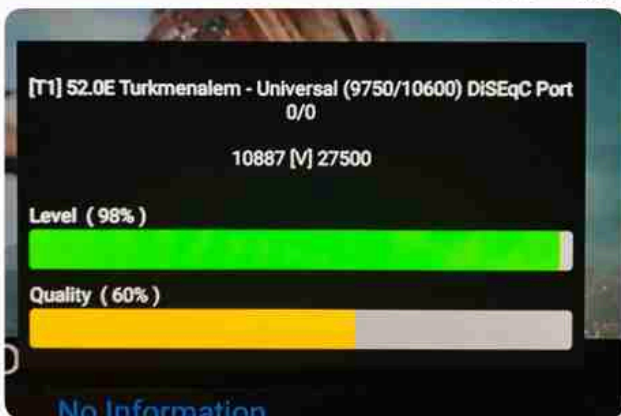 [T1] 52.0E Turkmenalem - Universal (9750/10600) DiSEqC Port
0/0
10887 [V] 27500
Level ( 98% )
Quality ( 60% )
No Information